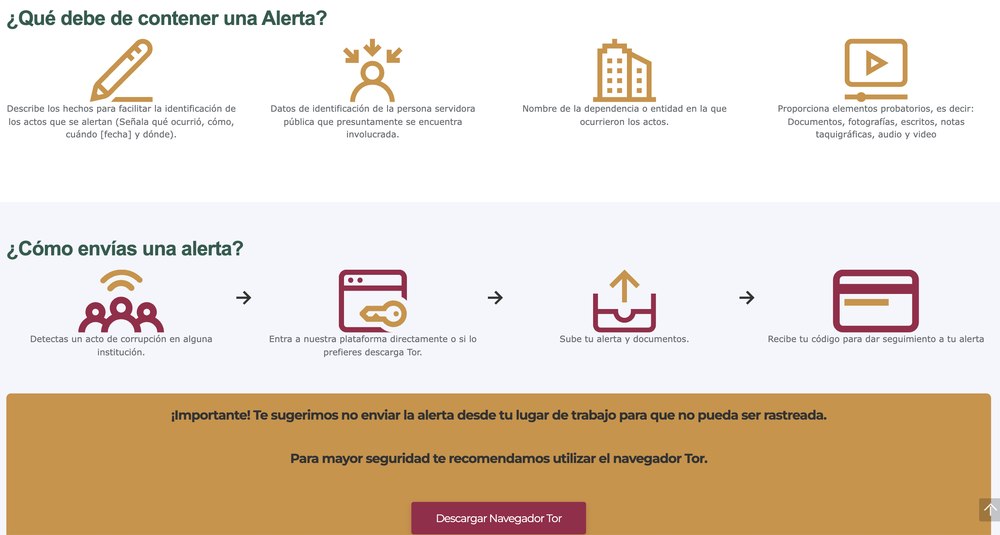 ¿Qué debe de contener una Alerta?
Describe los hechos para facilitar la identificación de
los actos que se alertan (Señala qué ocurrió, cómo,
cuándo [fecha] y dónde).
Datos de identificación de la persona servidora
pública que presuntamente se encuentra
involucrada.
Nombre de la dependencia o entidad en la que
ocurrieron los actos.
Proporciona elementos probatorios, es decir:
Documentos, fotografías, escritos, notas
taquigráficas, audio y video
¿Cómo envías una alerta?
Detectas un acto de corrupción en alguna
institución.
Entra a nuestra plataforma directamente o si lo
prefieres descarga Tor.
Sube tu alerta y documentos.
Recibe tu código para dar seguimiento a tu alerta
¡Importante! Te sugerimos no enviar la alerta desde tu lugar de trabajo para que no pueda ser rastreada.
Para mayor seguridad te recomendamos utilizar el navegador Tor.
Descargar Navegador Tor